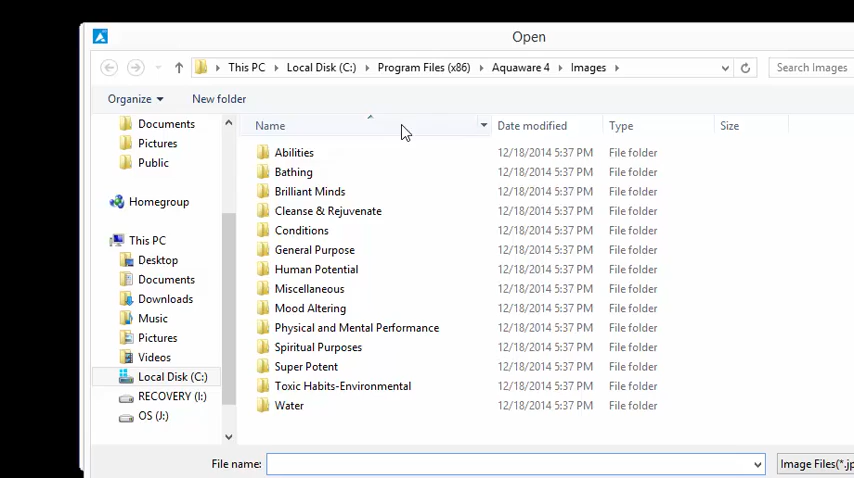 Open
This PC Local Disk (C:) Program Files (x86) Aquaware 4 Images Search Images
Organize New folder
Name Date modified Type Size
Documents
Pictures
Public
Homegroup
This PC
Desktop
Documents
Downloads
Music
Pictures
Videos
Local Disk (C:)
RECOVERY (I:)
OS (J:)
Abilities 12/18/2014 5:37 PM File folder
Bathing 12/18/2014 5:37 PM File folder
Brilliant Minds 12/18/2014 5:37 PM File folder
Cleanse & Rejuvenate 12/18/2014 5:37 PM File folder
Conditions 12/18/2014 5:37 PM File folder
General Purpose 12/18/2014 5:37 PM File folder
Human Potential 12/18/2014 5:37 PM File folder
Miscellaneous 12/18/2014 5:37 PM File folder
Mood Altering 12/18/2014 5:37 PM File folder
Physical and Mental Performance 12/18/2014 5:37 PM File folder
Spiritual Purposes 12/18/2014 5:37 PM File folder
Super Potent 12/18/2014 5:37 PM File folder
Toxic Habits-Environmental 12/18/2014 5:37 PM File folder
Water 12/18/2014 5:37 PM File folder
File name: Image Files(*.jp